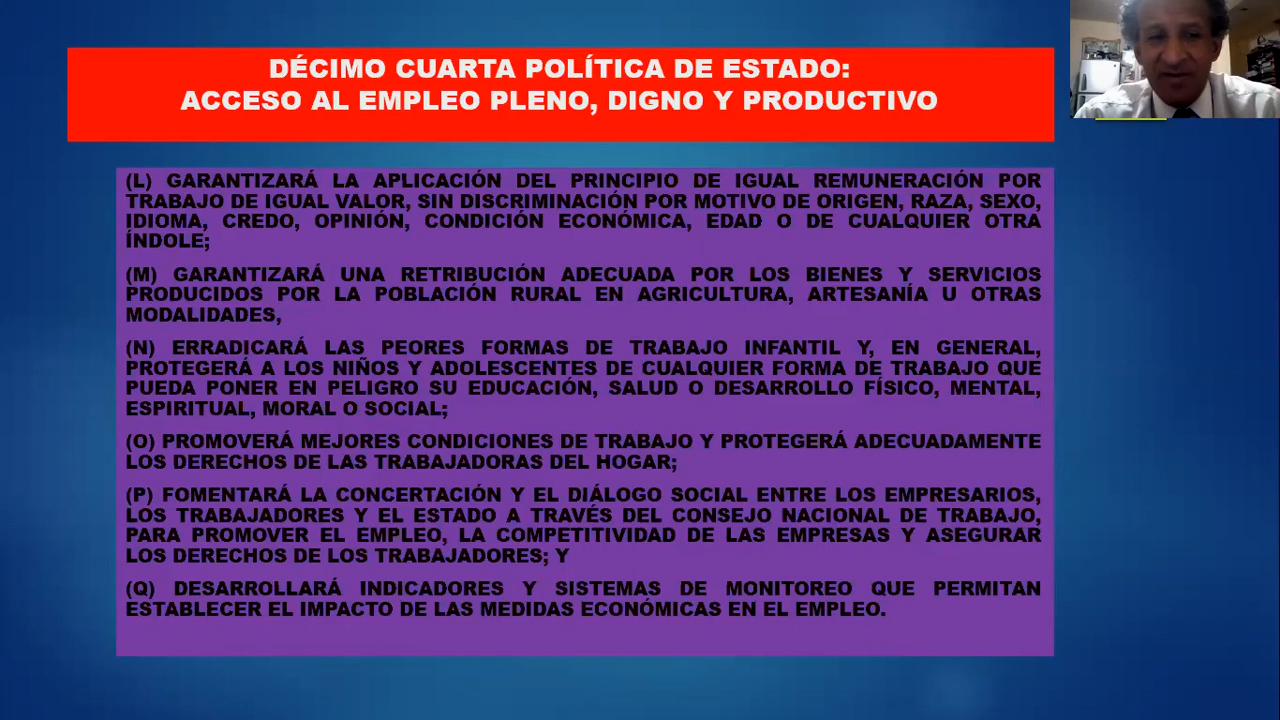 DÉCIMO CUARTA POLÍTICA DE ESTADO:
ACCESO AL EMPLEO PLENO, DIGNO Y PRODUCTIVO
(L) GARANTIZARÁ LA APLICACIÓN DEL PRINCIPIO DE IGUAL REMUNERACIÓN POR
TRABAJO DE IGUAL VALOR, SIN DISCRIMINACIÓN POR MOTIVO DE ORIGEN, RAZA, SEXO,
IDIOMA, CREDO, OPINIÓN, CONDICIÓN ECONÓMICA, EDAD O DE CUALQUIER OTRA
ÍNDOLE;
(M) GARANTIZARÁ UNA RETRIBUCIÓN ADECUADA POR LOS BIENES Y SERVICIOS
PRODUCIDOS POR LA POBLACIÓN RURAL EN AGRICULTURA, ARTESANÍA U OTRAS
MODALIDADES,
(N) ERRADICARÁ LAS PEORES FORMAS DE TRABAJO INFANTIL Y, EN GENERAL,
PROTEGERÁ A LOS NIÑOS Y ADOLESCENTES DE CUALQUIER FORMA DE TRABAJO QUE
PUEDA PONER EN PELIGRO SU EDUCACIÓN, SALUD O DESARROLLO FÍSICO, MENTAL,
ESPIRITUAL, MORAL O SOCIAL;
(O) PROMOVERÁ MEJORES CONDICIONES DE TRABAJO Y PROTEGERÁ ADECUADAMENTE
LOS DERECHOS DE LAS TRABAJADORAS DEL HOGAR;
(P) FOMENTARÁ LA CONCERTACIÓN Y EL DIÁLOGO SOCIAL ENTRE LOS EMPRESARIOS,
LOS TRABAJADORES Y EL ESTADO A TRAVÉS DEL CONSEJO NACIONAL DE TRABAJO,
PARA PROMOVER EL EMPLEO, LA COMPETITIVIDAD DE LAS EMPRESAS Y ASEGURAR
LOS DERECHOS DE LOS TRABAJADORES; Y
(Q) DESARROLLARÁ INDICADORES Y SISTEMAS DE MONITOREO QUE PERMITAN
ESTABLECER EL IMPACTO DE LAS MEDIDAS ECONÓMICAS EN EL EMPLEO.